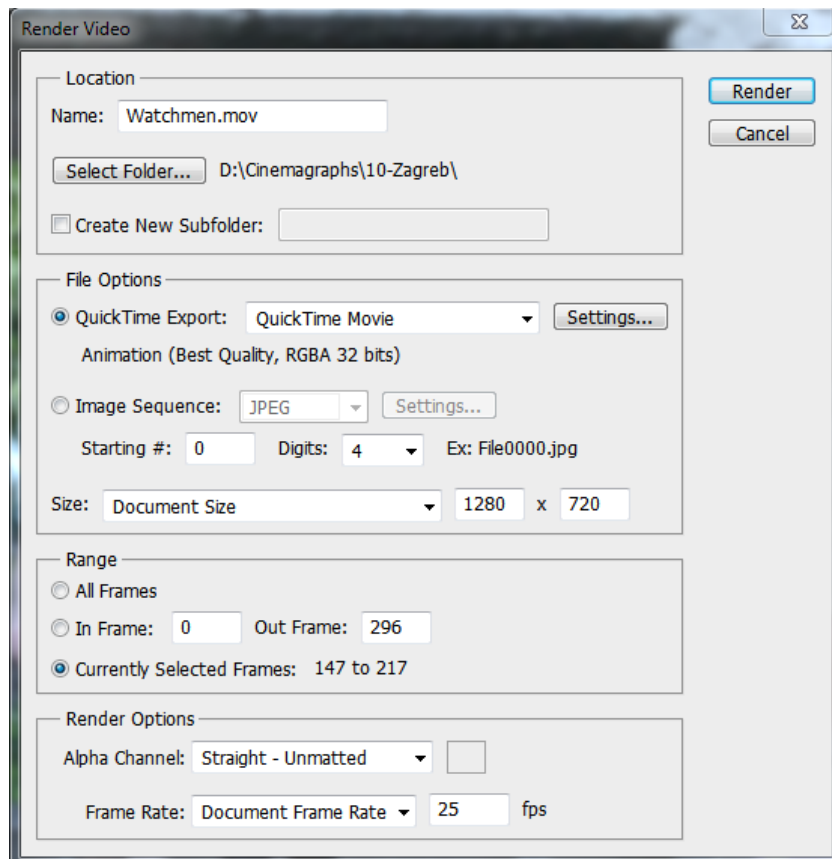 Render Video
Location
Render
Name: Watchmen.mov
Cancel
Select Folder... D:\Cinemagraphs\10-Zagreb\
Create New Subfolder:
File Options
QuickTime Export: QuickTime Movie Settings...
Animation (Best Quality, RGBA 32 bits)
Image Sequence: JPEG Settings...
Starting #: 0 Digits: 4 Ex: File0000.jpg
Size: Document Size 1280 x 720
Range
All Frames
In Frame: 0 Out Frame: 296
Currently Selected Frames: 147 to 217
Render Options
Alpha Channel: Straight - Unmatted
Frame Rate: Document Frame Rate 25 fps